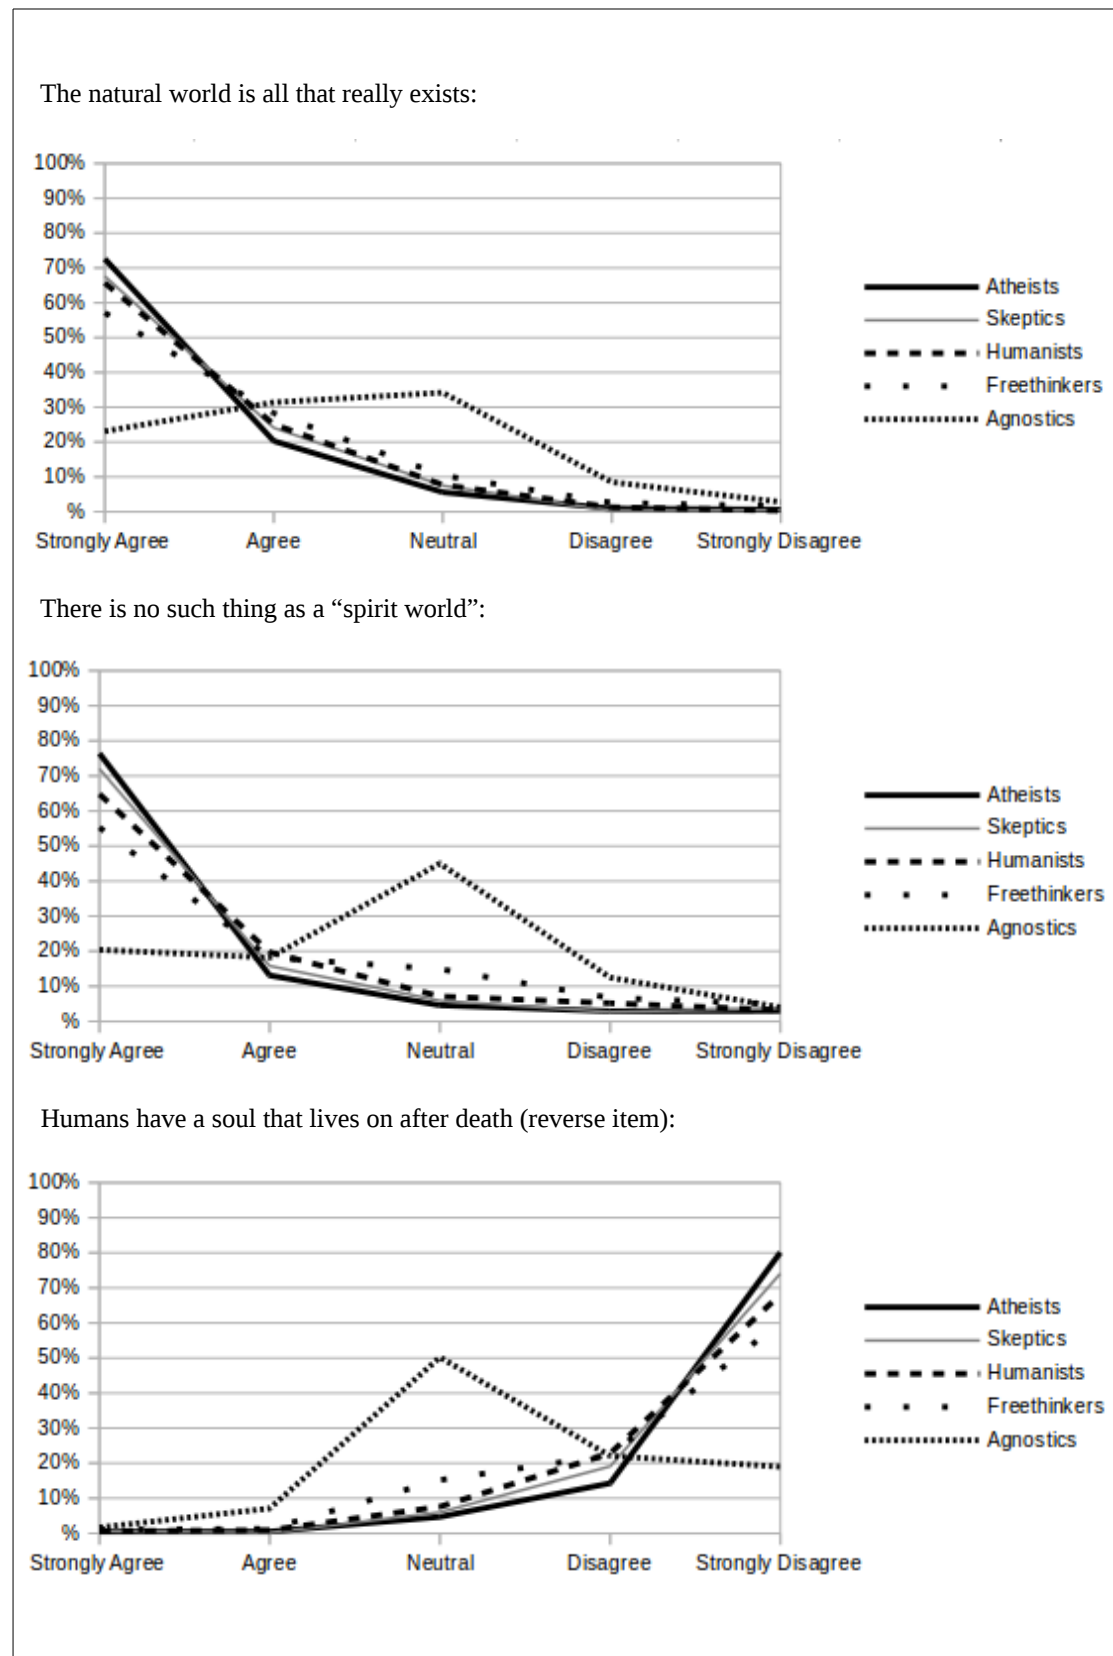 The natural world is all that really exists:
100%
90%
80%
70%
60%
50%
40%
30%
20%
10%
%
Strongly Agree Agree Neutral Disagree Strongly Disagree
Atheists
Skeptics
Humanists
Freethinkers
Agnostics
There is no such thing as a “spirit world”:
100%
90%
80%
70%
60%
50%
40%
30%
20%
10%
%
Strongly Agree Agree Neutral Disagree Strongly Disagree
Atheists
Skeptics
Humanists
Freethinkers
Agnostics
Humans have a soul that lives on after death (reverse item):
100%
90%
80%
70%
60%
50%
40%
30%
20%
10%
%
Strongly Agree Agree Neutral Disagree Strongly Disagree
Atheists
Skeptics
Humanists
Freethinkers
Agnostics